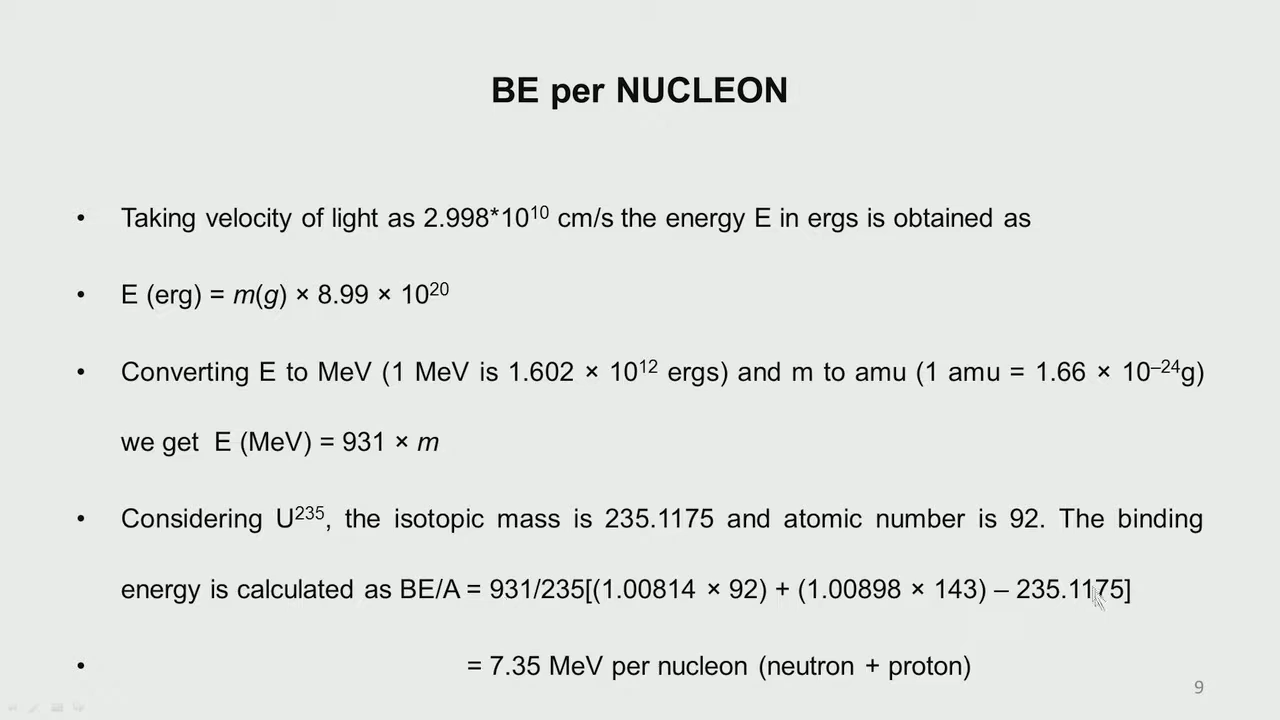 BE per NUCLEON
• Taking velocity of light as 2.998*10¹⁰ cm/s the energy E in ergs is obtained as
• E (erg) = m(g) × 8.99 × 10²⁰
• Converting E to MeV (1 MeV is 1.602 × 10¹² ergs) and m to amu (1 amu = 1.66 × 10⁻²⁴g)
we get E (MeV) = 931 × m
• Considering U²³⁵, the isotopic mass is 235.1175 and atomic number is 92. The binding
energy is calculated as BE/A = 931/235[(1.00814 × 92) + (1.00898 × 143) – 235.1175]
• = 7.35 MeV per nucleon (neutron + proton)
9